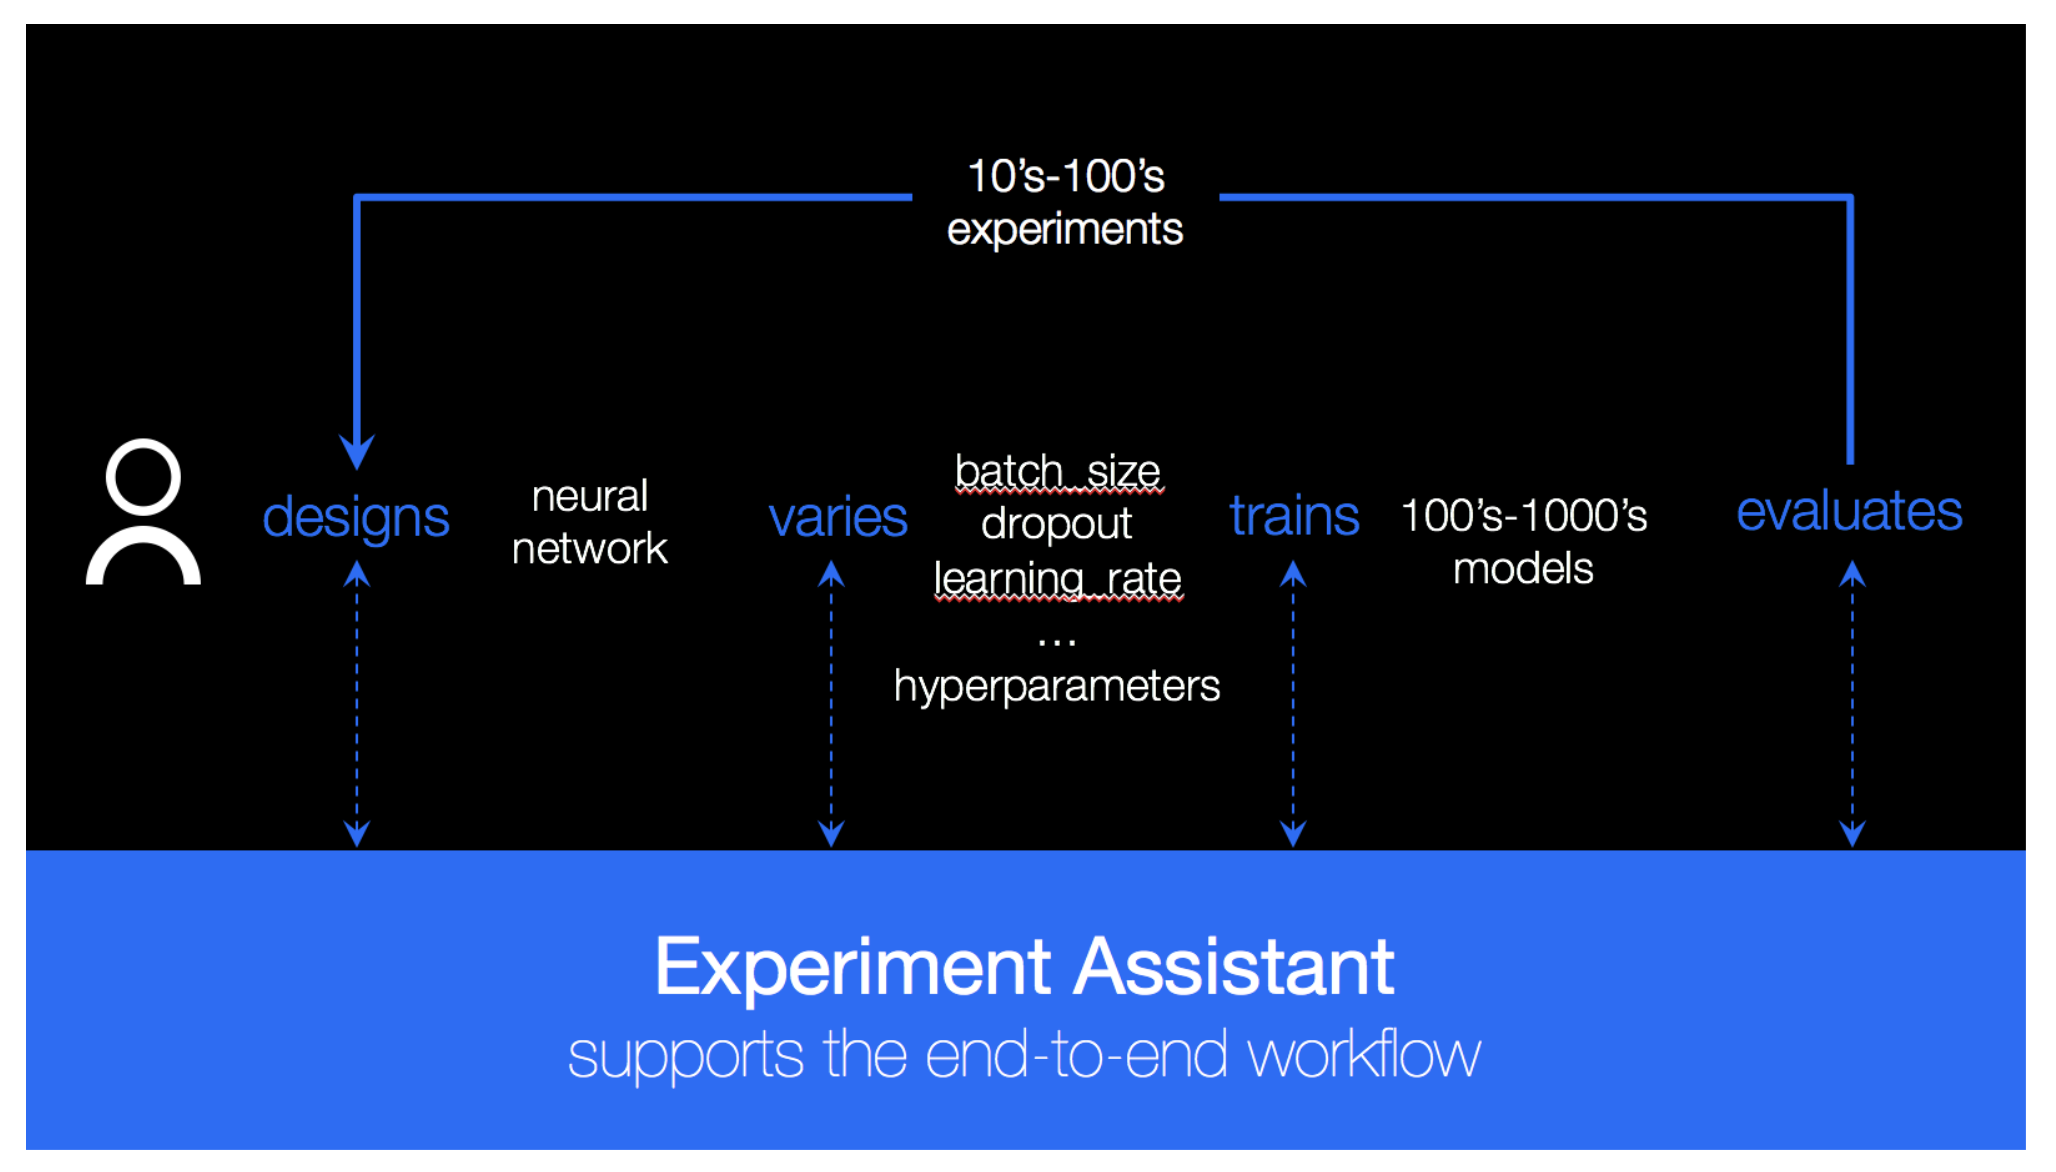 10's-100's
experiments
designs
neural
network
varies
batch_size
dropout
learning_rate
...
hyperparameters
trains
100's-1000's
models
evaluates
Experiment Assistant
supports the end-to-end workflow